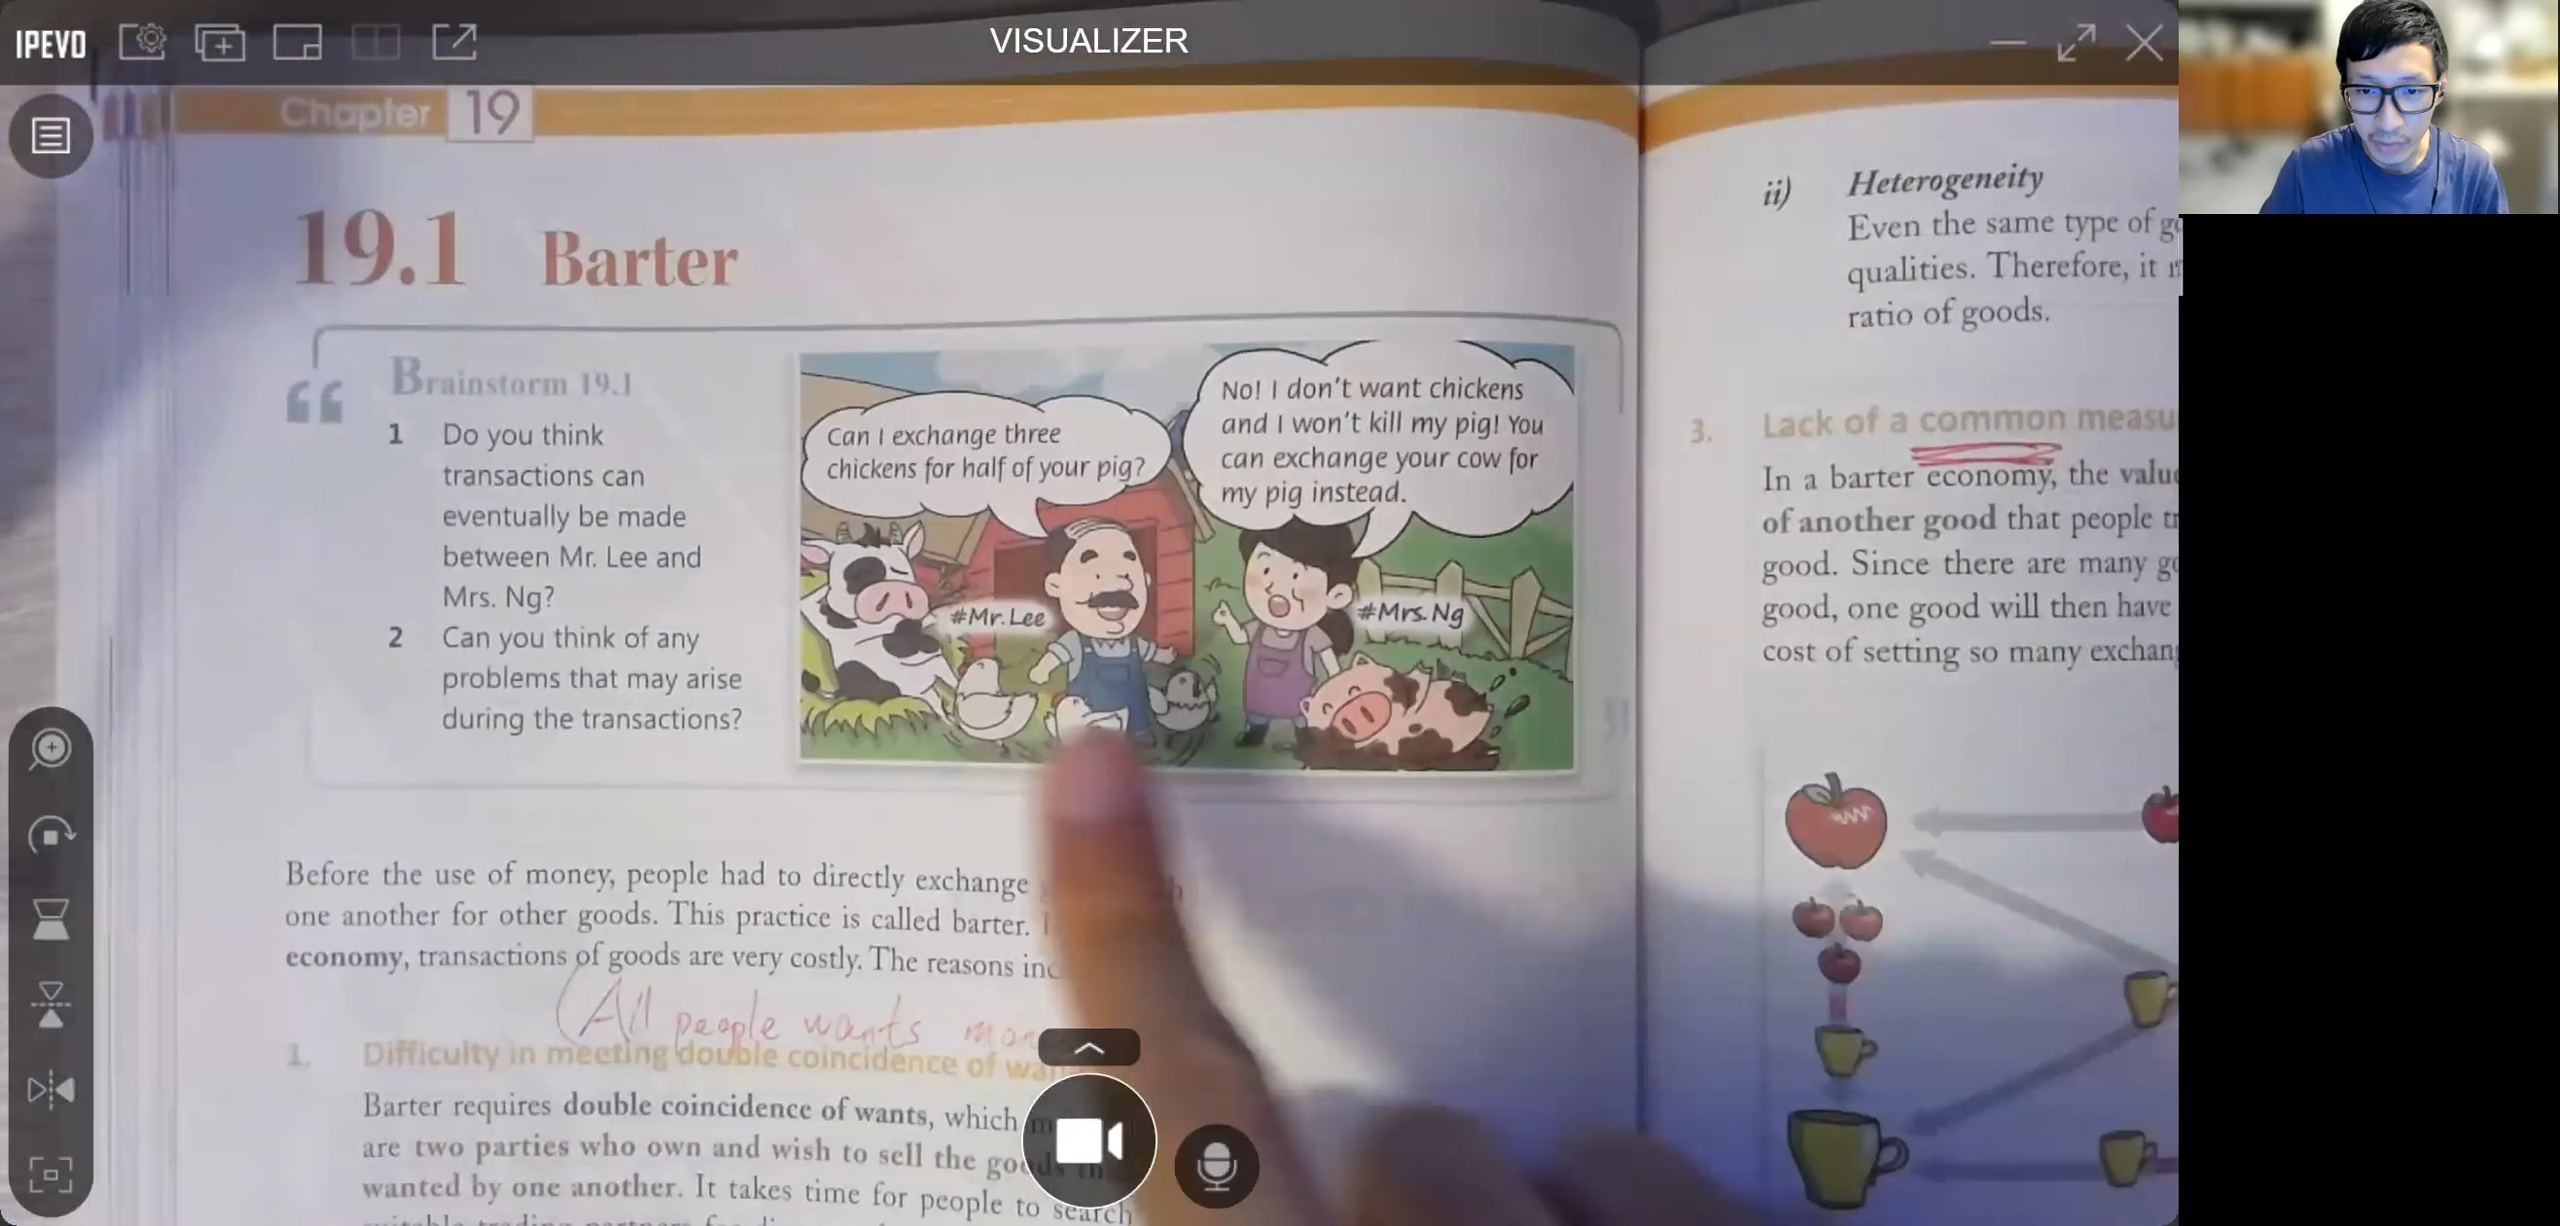 IPEVO
VISUALIZER
Chapter 19
19.1 Barter
Brainstorm 19.1
1 Do you think
transactions can
eventually be made
between Mr. Lee and
Mrs. Ng?
2 Can you think of any
problems that may arise
during the transactions?
Can I exchange three
chickens for half of your pig?
No! I don't want chickens
and I won't kill my pig! You
can exchange your cow for
my pig instead.
#Mr. Lee
#Mrs. Ng
Before the use of money, people had to directly exchange
one another for other goods. This practice is called barter.
economy, transactions of goods are very costly. The reasons
(All people wants
1. Difficulty in meeting double coincidence of
Barter requires double coincidence of wants, which
are two parties who own and wish to sell the
wanted by one another. It takes time for people to search
ii) Heterogeneity
Even the same type of
qualities. Therefore, it
ratio of goods.
3. Lack of a common
In a barter economy, the
of another good that people
good. Since there are many
good, one good will then have
cost of setting so many